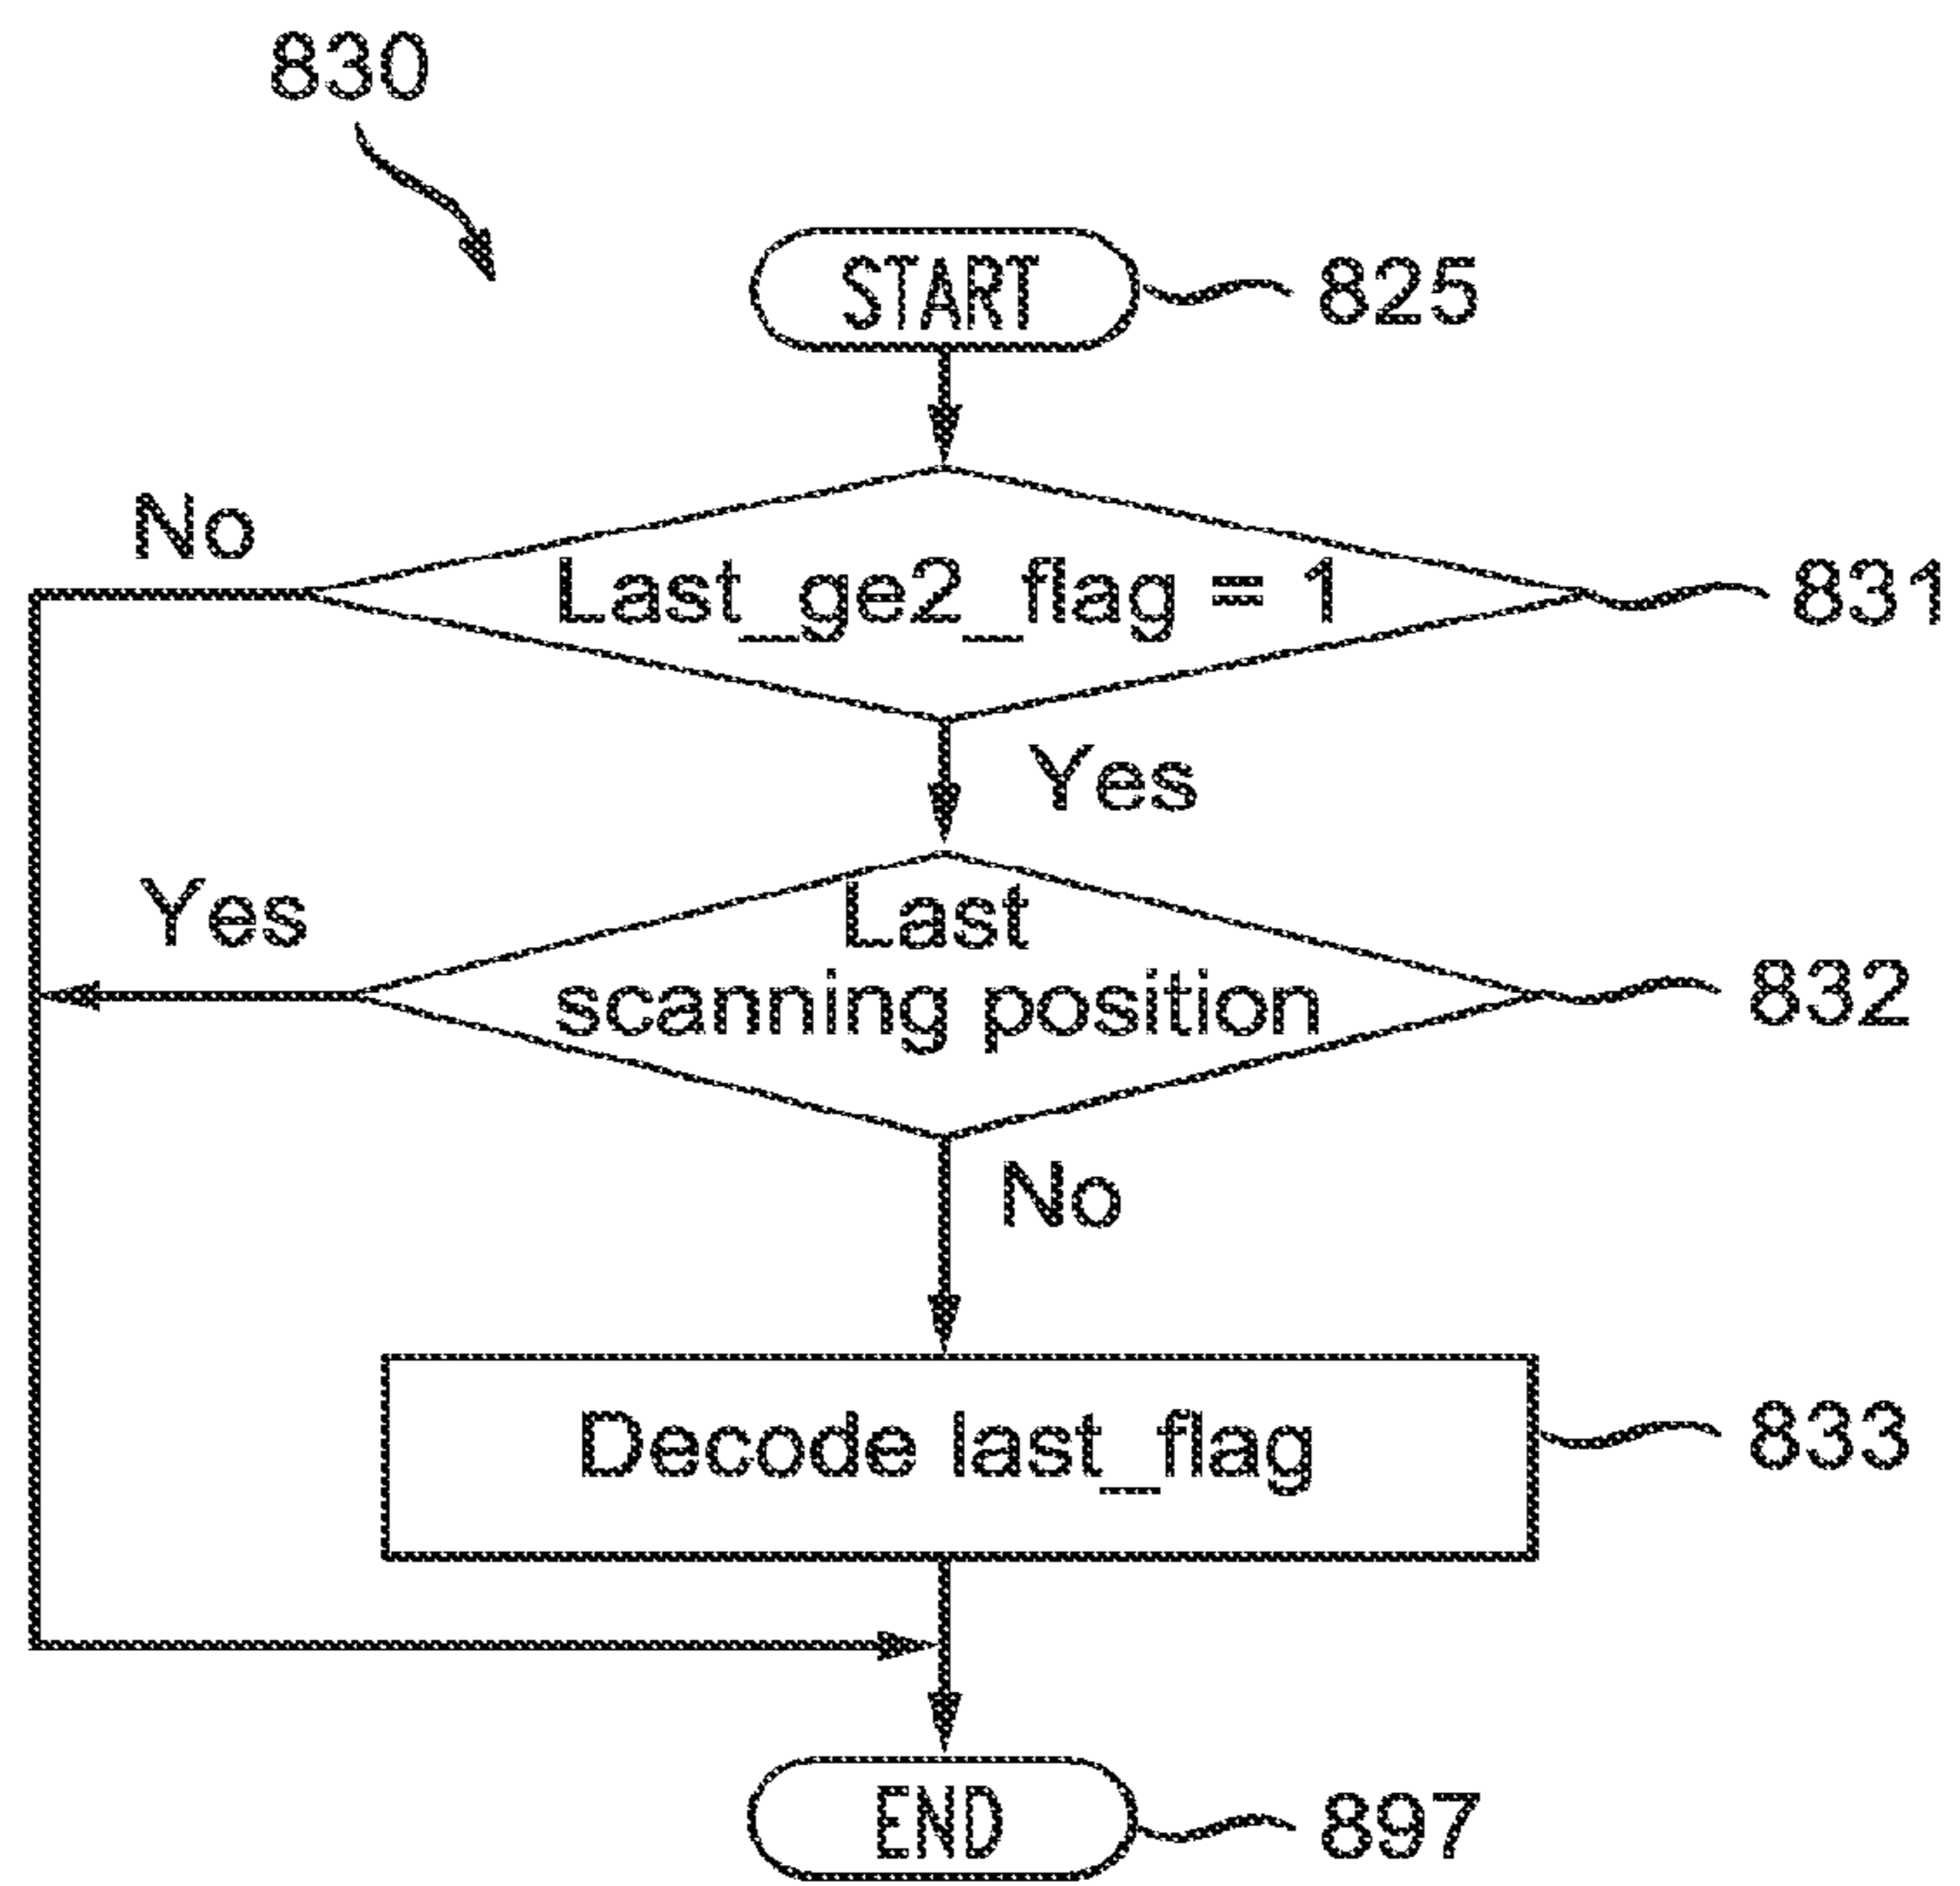 830
START
825
No
Last_ge2_flag = 1
831
Yes
Yes
Last
scanning position
832
No
Decode last_flag
833
END
897